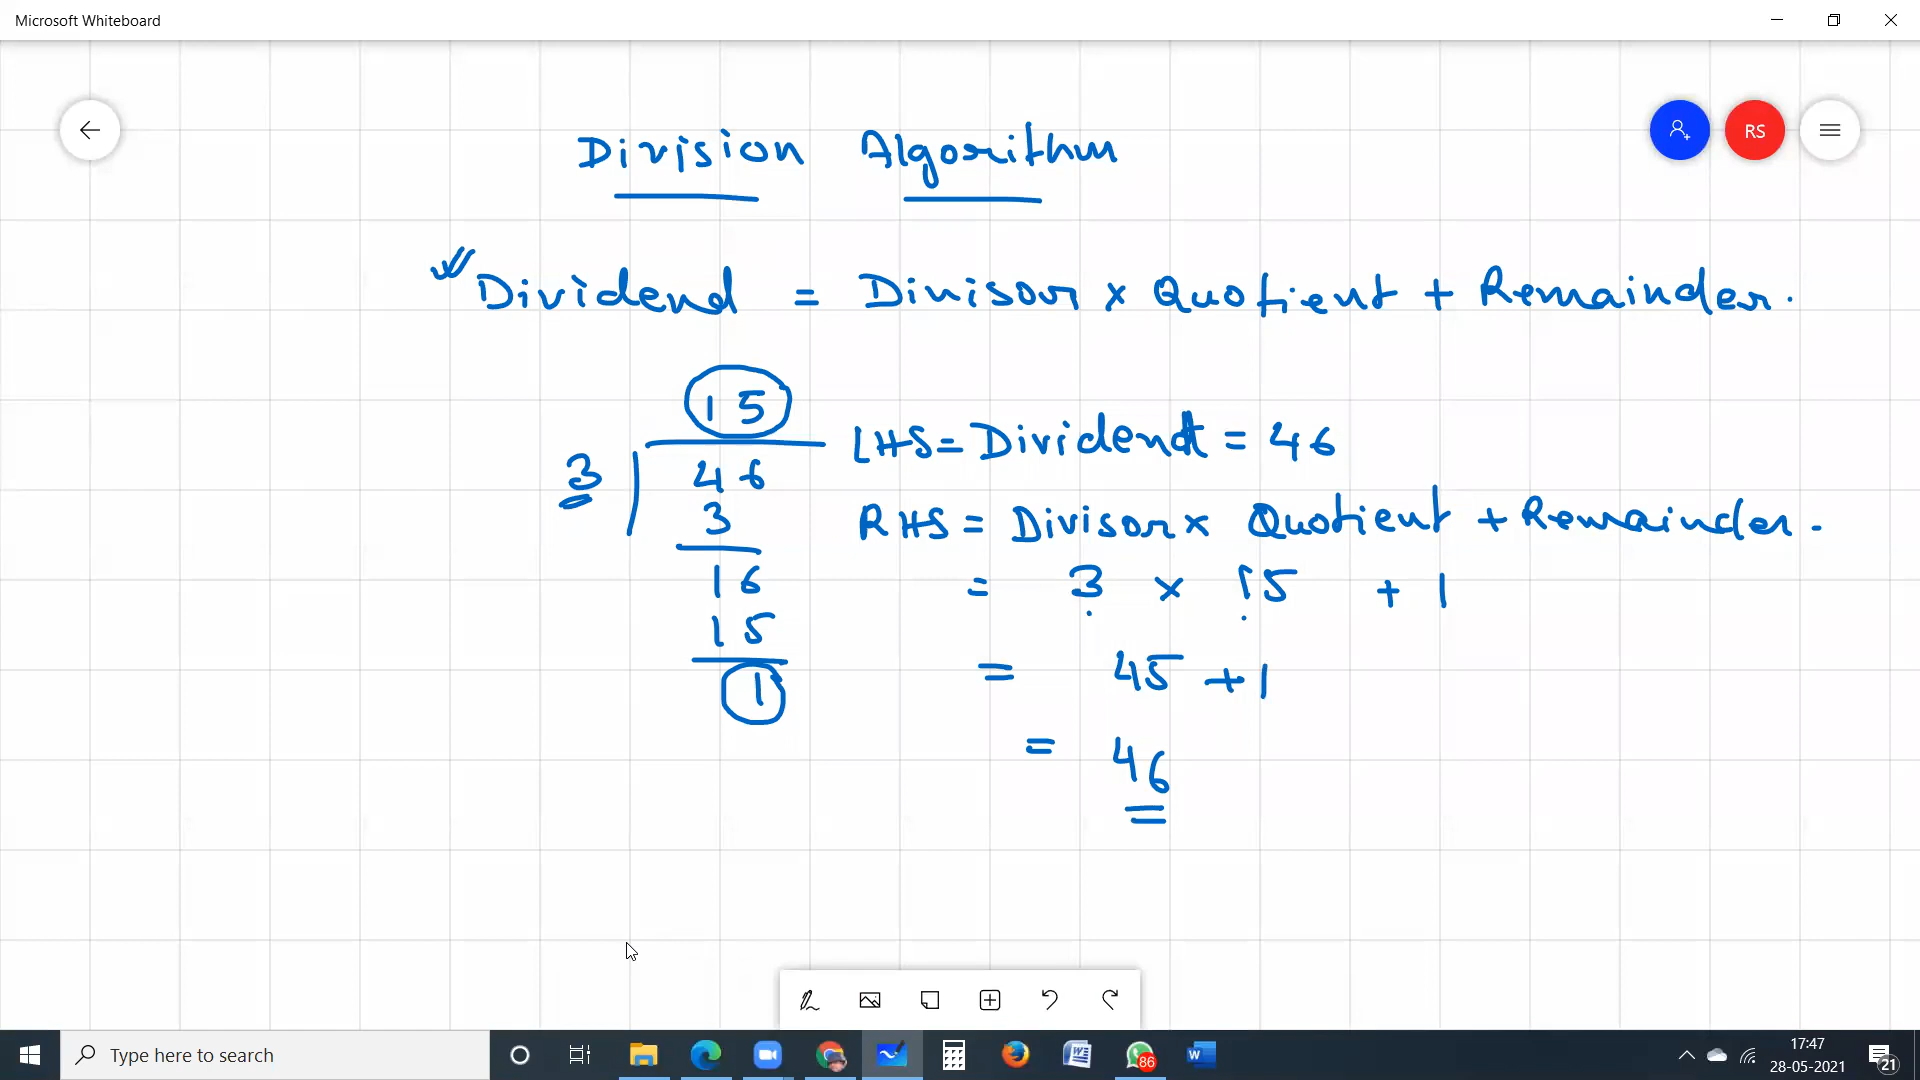 Microsoft Whiteboard
RS
Division Algorithm
Dividend = Divisor x Quotient + Remainder.
15
3 46
3
16
15
1
LHS = Dividend = 46
RHS = Divisor x Quotient + Remainder.
= 3 x 15 + 1
= 45 + 1
= 46
Type here to search
86
17:47
28-05-2021
21